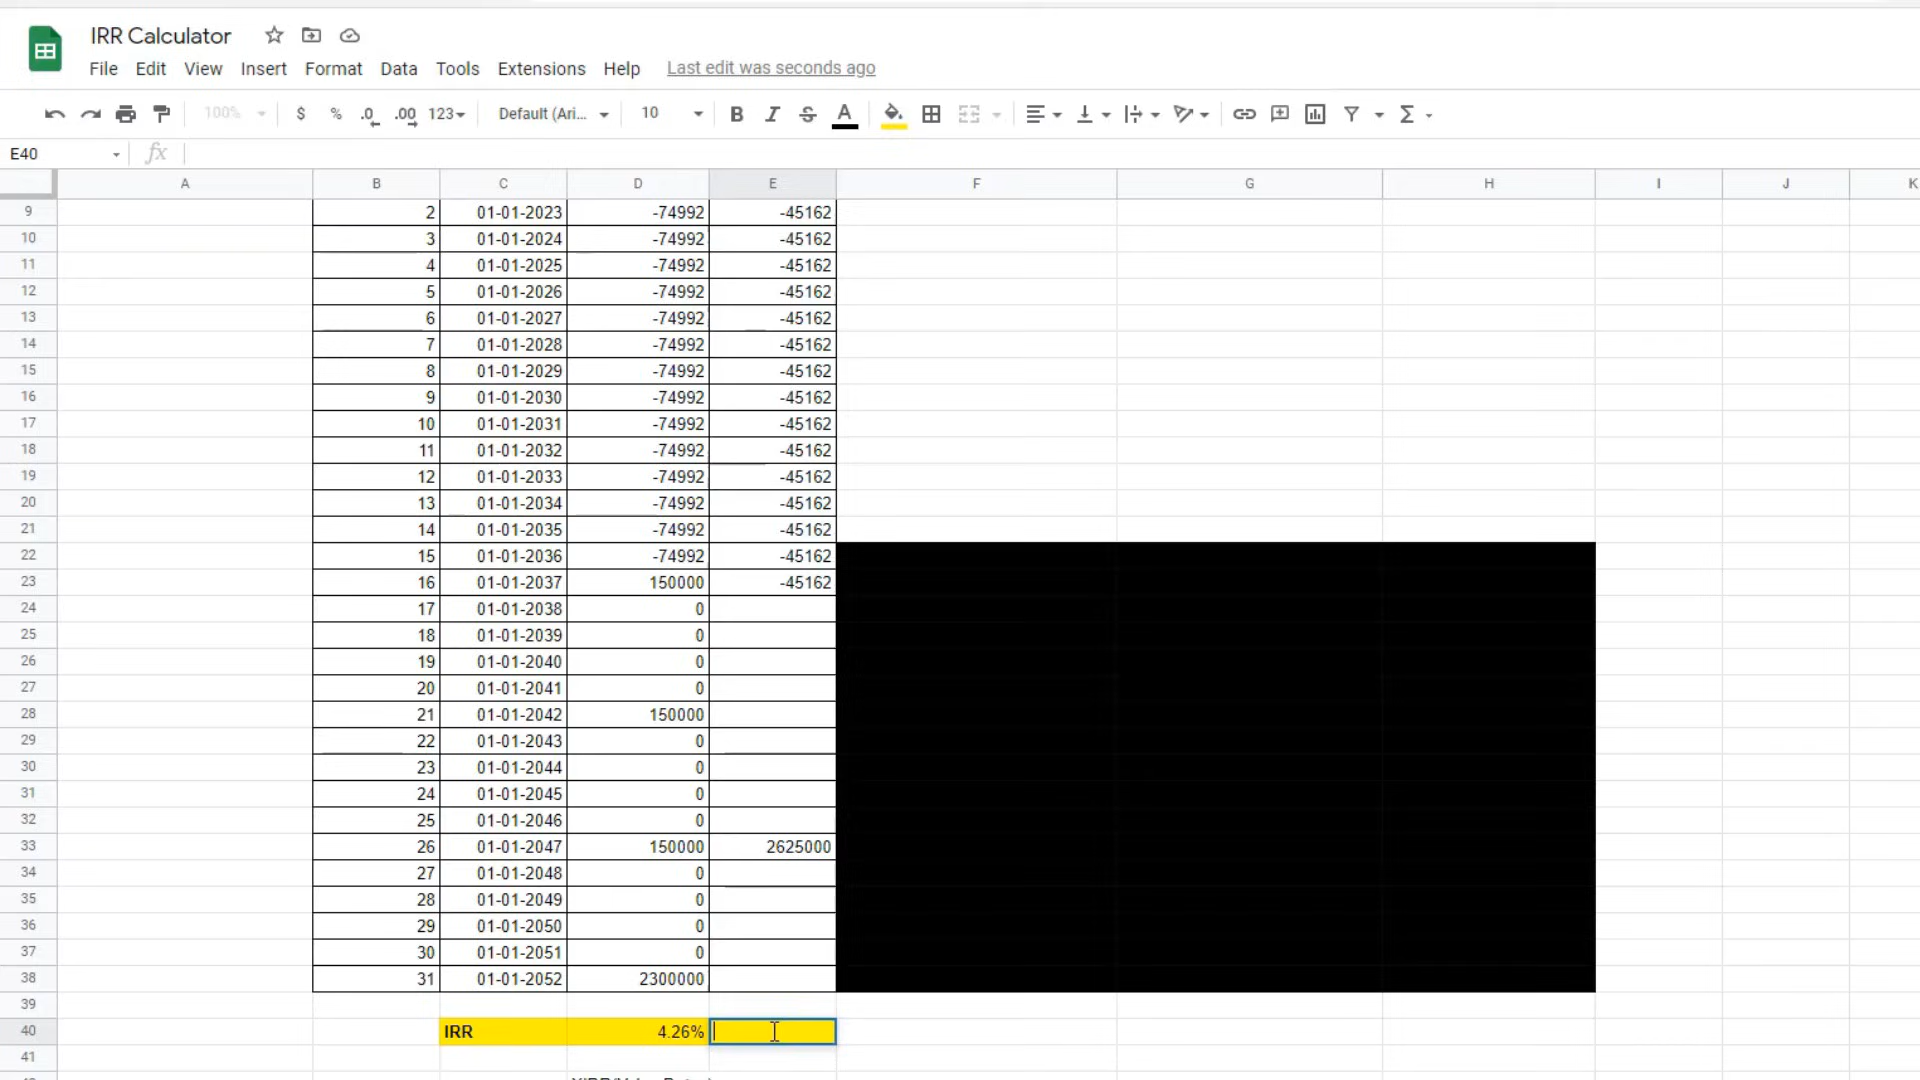 IRR Calculator
File Edit View Insert Format Data Tools Extensions Help Last edit was seconds ago
100% $ % .0 .00 123 Default (Ari... 10 B I S A
E40 fx
A B C D E F G H I J K
9 2 01-01-2023 -74992 -45162
10 3 01-01-2024 -74992 -45162
11 4 01-01-2025 -74992 -45162
12 5 01-01-2026 -74992 -45162
13 6 01-01-2027 -74992 -45162
14 7 01-01-2028 -74992 -45162
15 8 01-01-2029 -74992 -45162
16 9 01-01-2030 -74992 -45162
17 10 01-01-2031 -74992 -45162
18 11 01-01-2032 -74992 -45162
19 12 01-01-2033 -74992 -45162
20 13 01-01-2034 -74992 -45162
21 14 01-01-2035 -74992 -45162
22 15 01-01-2036 -74992 -45162
23 16 01-01-2037 150000 -45162
24 17 01-01-2038 0
25 18 01-01-2039 0
26 19 01-01-2040 0
27 20 01-01-2041 0
28 21 01-01-2042 150000
29 22 01-01-2043 0
30 23 01-01-2044 0
31 24 01-01-2045 0
32 25 01-01-2046 0
33 26 01-01-2047 150000 2625000
34 27 01-01-2048 0
35 28 01-01-2049 0
36 29 01-01-2050 0
37 30 01-01-2051 0
38 31 01-01-2052 2300000
39
40 IRR 4.26%
41